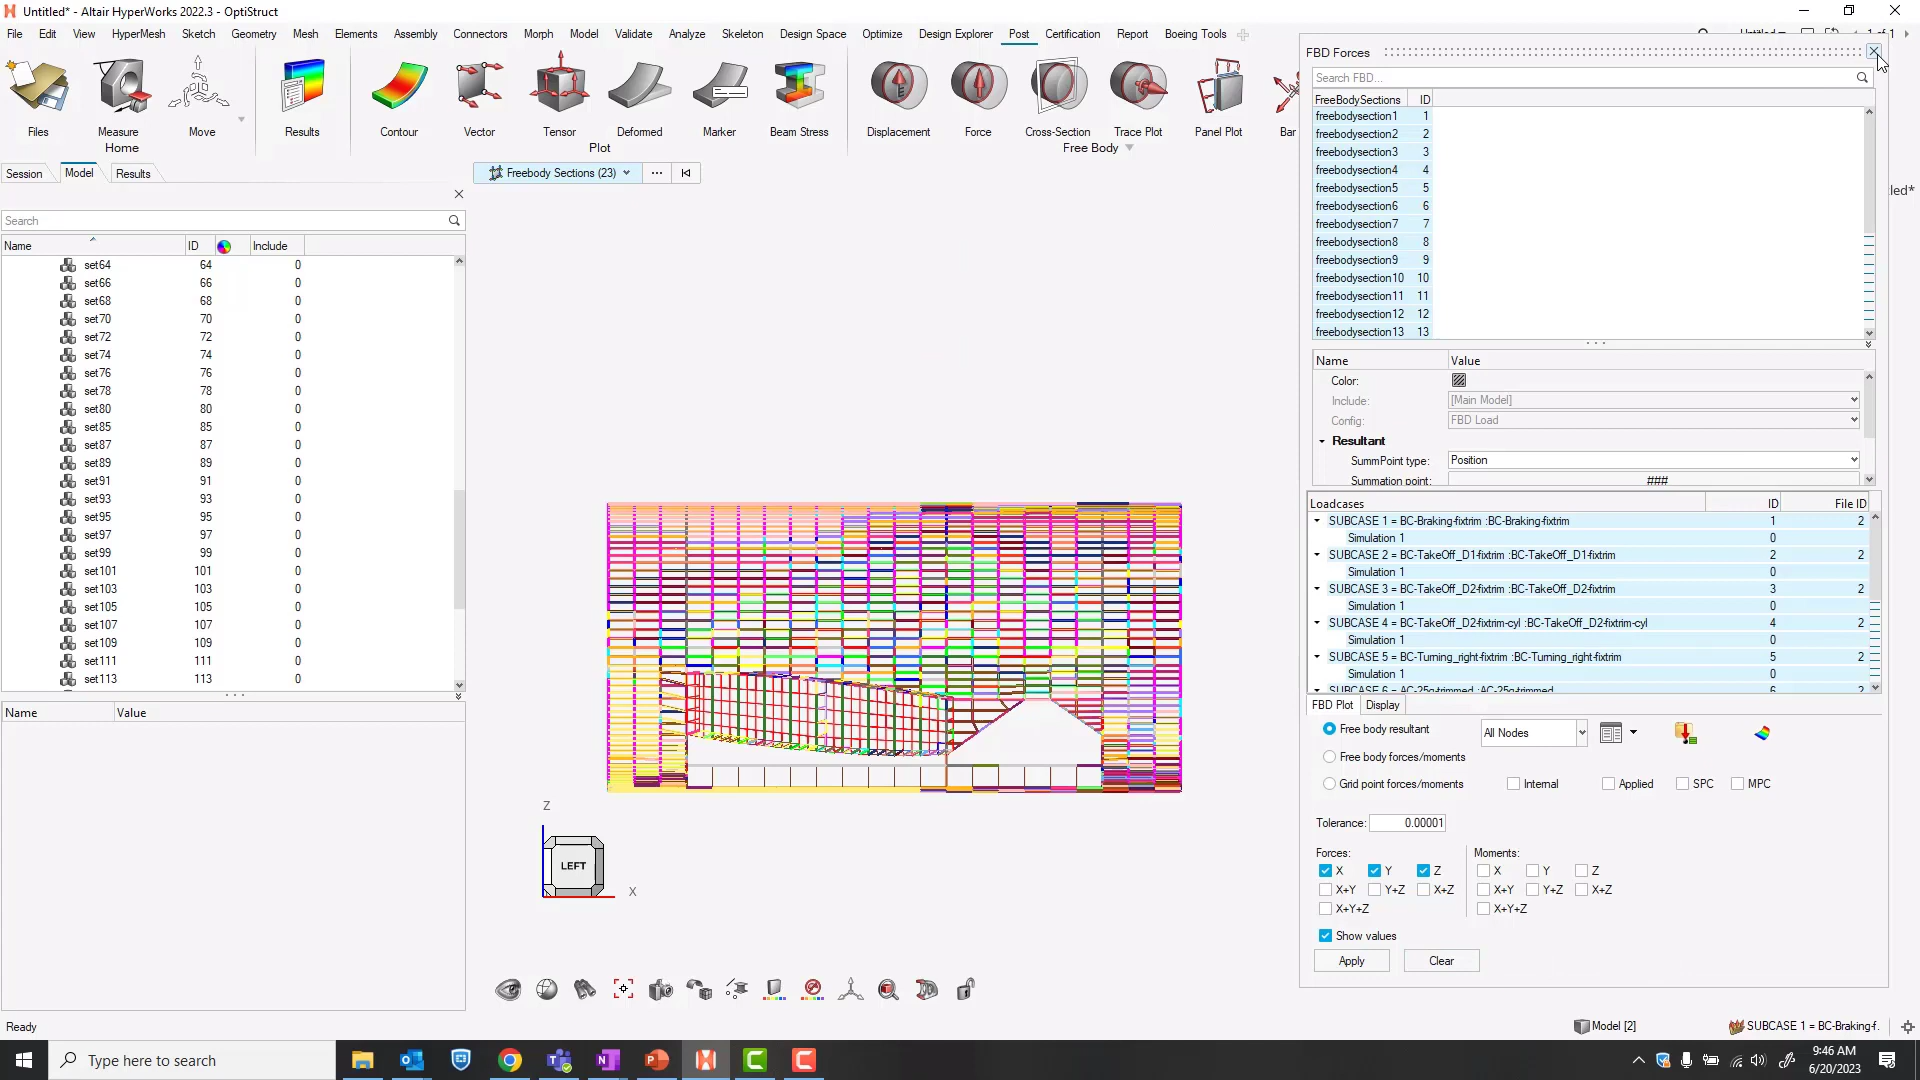 Untitled* - Altair HyperWorks 2022.3 - OptiStruct
File Edit View HyperMesh Sketch Geometry Mesh Elements Assembly Connectors Morph Model Validate Analyze Skeleton Design Space Optimize Design Explorer Post Certification Report Boeing Tools
Files Measure Move Results Contour Vector Tensor Deformed Marker Beam Stress Displacement Force Cross-Section Trace Plot Panel Plot Bar
Home Plot Free Body
Session Model Results
Freebody Sections (23)
led*
Search
Name ID Include
set64 64 0
set66 66 0
set68 68 0
set70 70 0
set72 72 0
set74 74 0
set76 76 0
set78 78 0
set80 80 0
set85 85 0
set87 87 0
set89 89 0
set91 91 0
set93 93 0
set95 95 0
set97 97 0
set99 99 0
set101 101 0
set103 103 0
set105 105 0
set107 107 0
set109 109 0
set111 111 0
set113 113 0
Name Value
Z
LEFT
X
FBD Forces
Search FBD...
FreeBodySections ID
freebodysection1 1
freebodysection2 2
freebodysection3 3
freebodysection4 4
freebodysection5 5
freebodysection6 6
freebodysection7 7
freebodysection8 8
freebodysection9 9
freebodysection10 10
freebodysection11 11
freebodysection12 12
freebodysection13 13
Name Value
Color:
Include: [Main Model]
Config: FBD Load
Resultant
SummPoint type: Position
Summation point: ###
Loadcases ID File ID
SUBCASE 1 = BC-Braking-fixtrim :BC-Braking-fixtrim 1 2
Simulation 1 0
SUBCASE 2 = BC-TakeOff_D1-fixtrim :BC-TakeOff_D1-fixtrim 2 2
Simulation 1 0
SUBCASE 3 = BC-TakeOff_D2-fixtrim :BC-TakeOff_D2-fixtrim 3 2
Simulation 1 0
SUBCASE 4 = BC-TakeOff_D2-fixtrim-cyl :BC-TakeOff_D2-fixtrim-cyl 4 2
Simulation 1 0
SUBCASE 5 = BC-Turning_right-fixtrim :BC-Turning_right-fixtrim 5 2
Simulation 1 0
SUBCASE 6 = AC-25g-trimmed :AC-25g-trimmed 6 2
FBD Plot Display
Free body resultant All Nodes
Free body forces/moments
Grid point forces/moments Internal Applied SPC MPC
Tolerance: 0.00001
Forces: Moments:
X Y Z X Y Z
X+Y Y+Z X+Z X+Y Y+Z X+Z
X+Y+Z X+Y+Z
Show values
Apply Clear
Ready Model [2] SUBCASE 1 = BC-Braking-f.
Type here to search
9:46 AM
6/20/2023